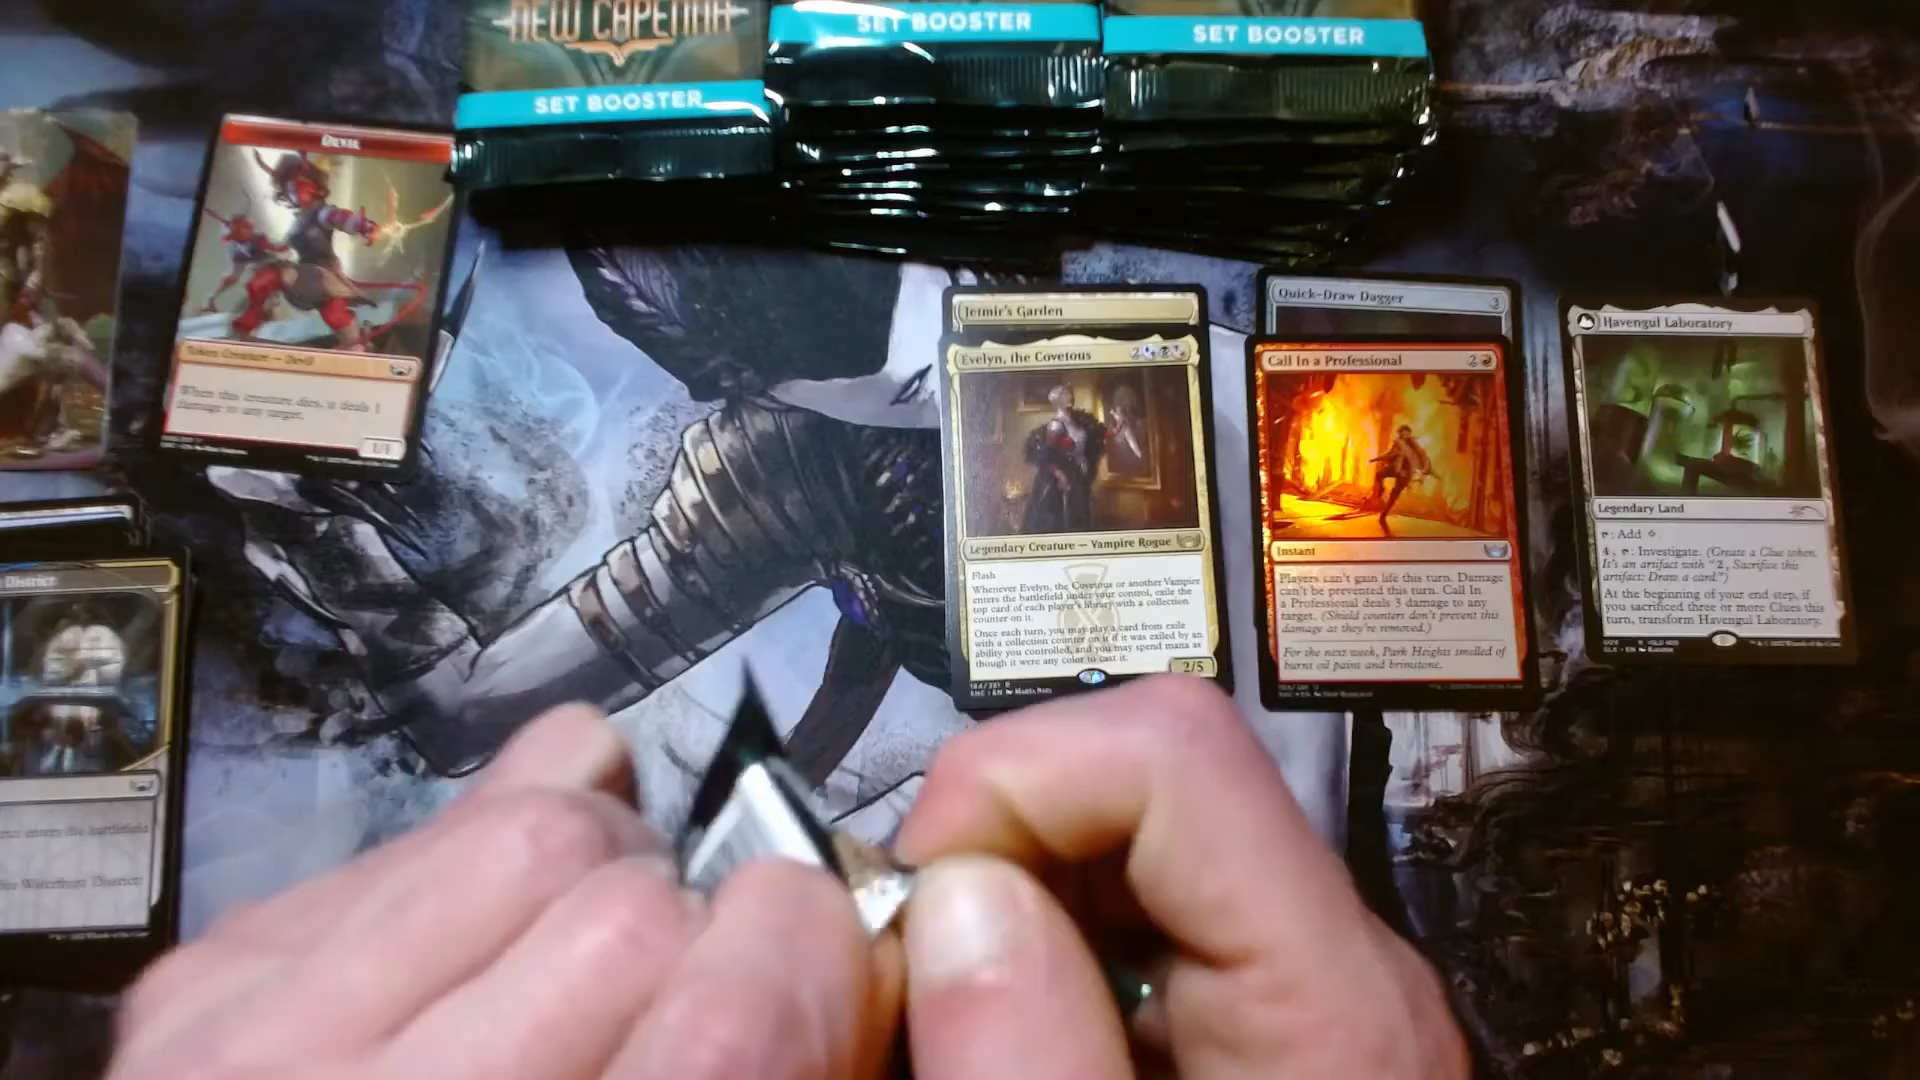 NEW CAPENNA
SET BOOSTER
SET BOOSTER
SET BOOSTER
Devil
Token Creature — Devil
When this creature dies, it deals 1
damage to any target.
1/1
District
enters the battlefield
Waterfront District:
Jetmir's Garden
Evelyn, the Covetous
2
Legendary Creature — Vampire Rogue
Flash
Whenever Evelyn, the Covetous or another Vampire
enters the battlefield under your control, exile the
top card of each player's library with a collection
counter on it.
Once each turn, you may play a card from exile
with a collection counter on it if it was exiled by an
ability you controlled, and you may spend mana as
though it were any color to cast it.
2/5
Quick-Draw Dagger 3
Call In a Professional 2
Instant
Players can't gain life this turn. Damage
can't be prevented this turn. Call In
a Professional deals 3 damage to any
target. (Shield counters don't prevent this
damage as they're removed.)
For the next week, Park Heights smelled of
burnt oil paint and brimstone.
Havengul Laboratory
Legendary Land
: Add
4, : Investigate. (Create a Clue token.
It's an artifact with "2, Sacrifice this
artifact: Draw a card.")
At the beginning of your end step, if
you sacrificed three or more Clues this
turn, transform Havengul Laboratory.